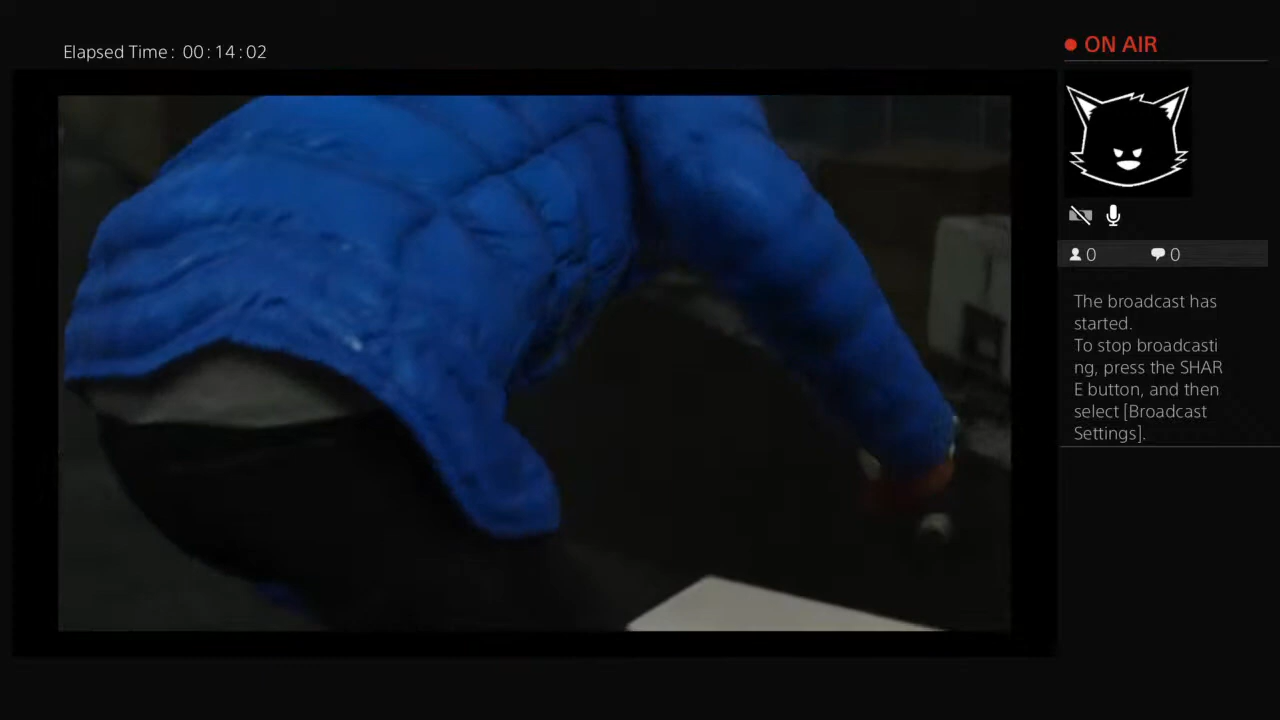 Elapsed Time: 00:14:02
ON AIR
0
0
The broadcast has
started.
To stop broadcasti
ng, press the SHAR
E button, and then
select [Broadcast
Settings].